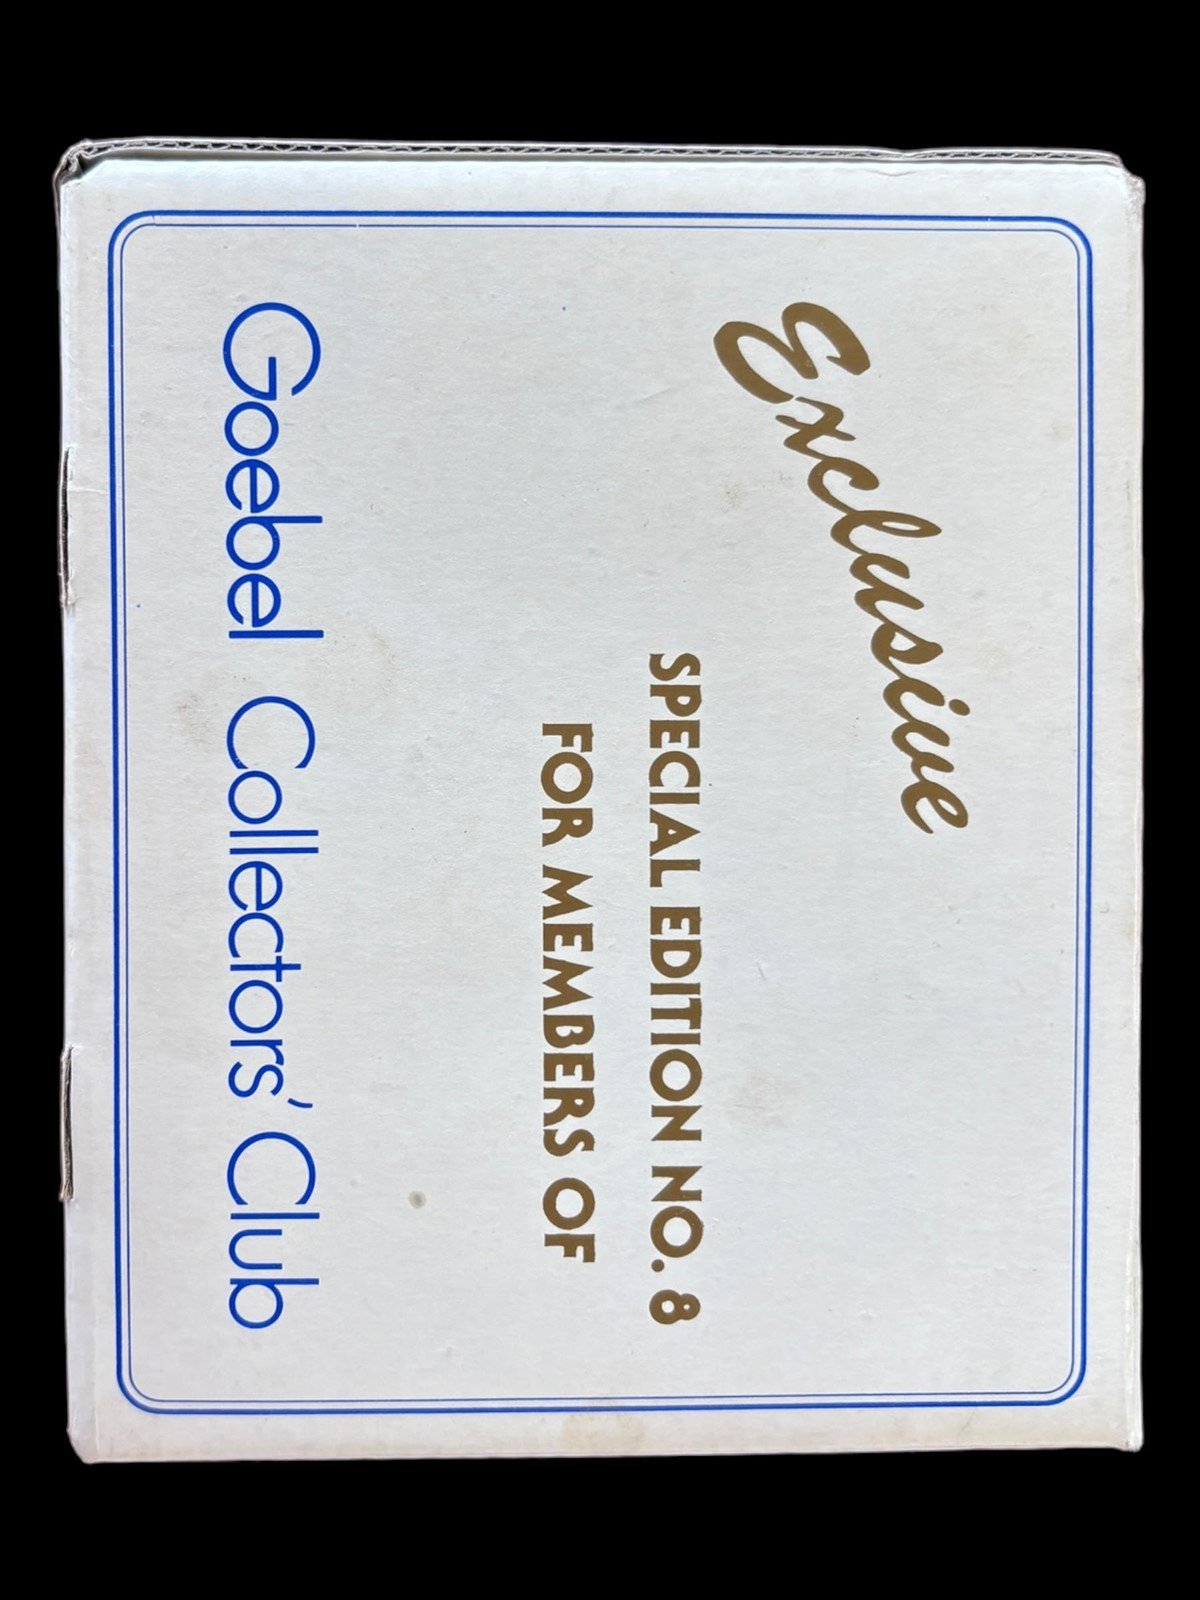 Exclusive
SPECIAL EDITION NO. 8
FOR MEMBERS OF
Goebel Collectors' Club